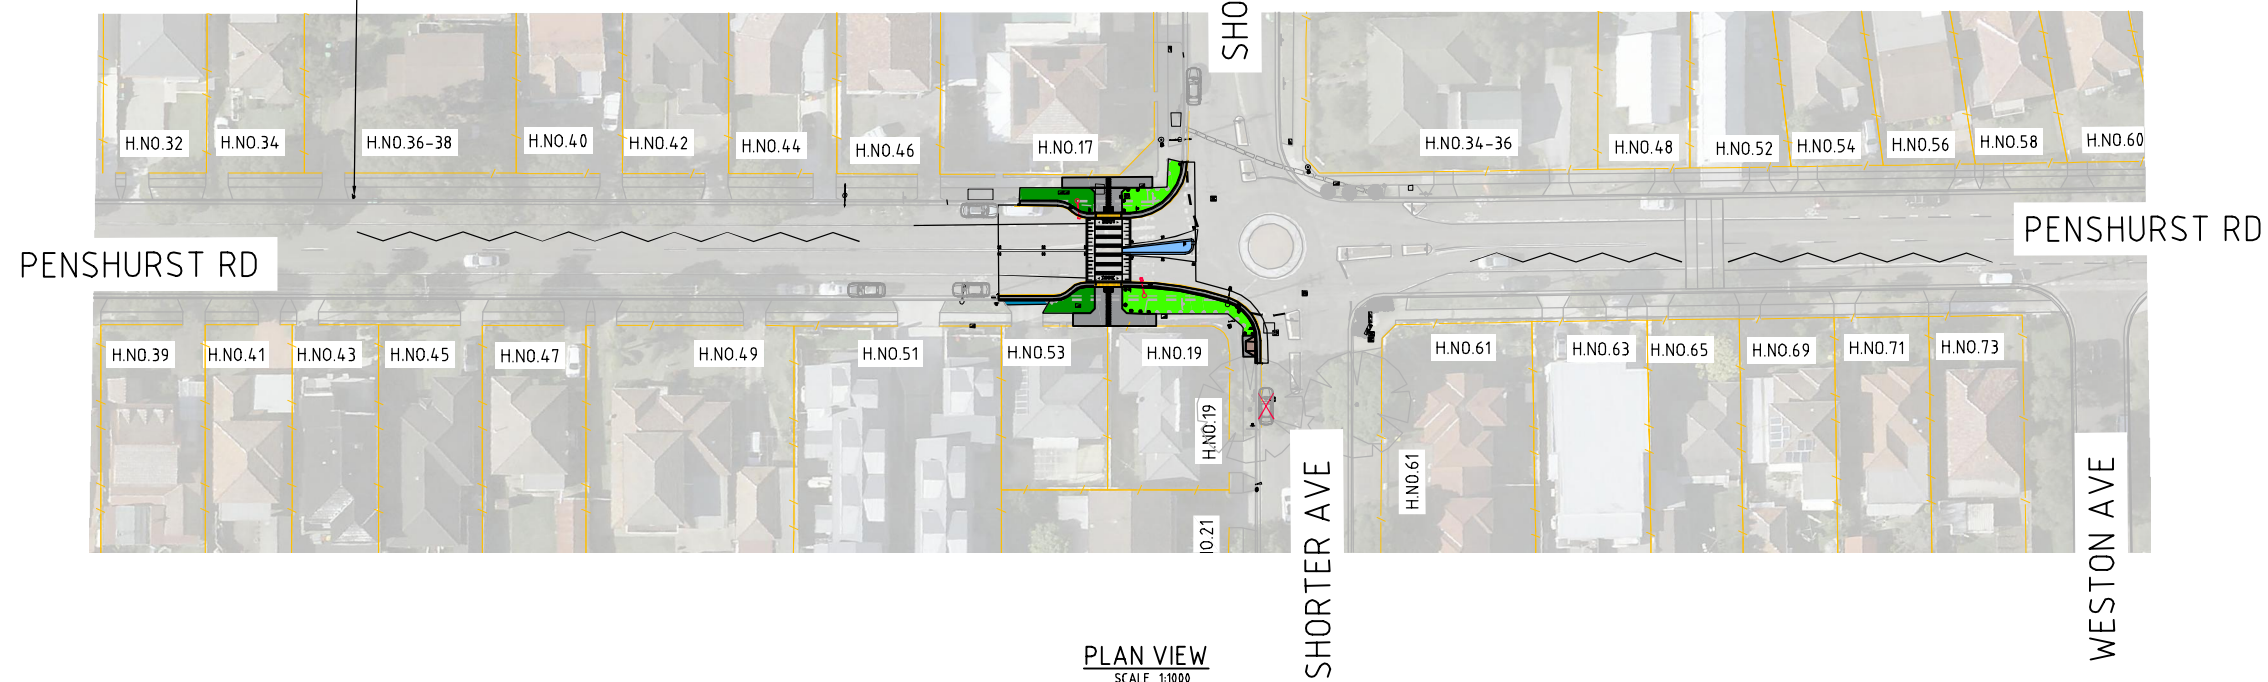 SHO
H.NO.32
H.NO.34
H.NO.36-38
H.NO.40
H.NO.42
H.NO.44
H.NO.46
H.NO.17
H.NO.34-36
H.NO.48
H.NO.52
H.NO.54
H.NO.56
H.NO.58
H.NO.60
PENSHURST RD
PENSHURST RD
H.NO.39
H.NO.41
H.NO.43
H.NO.45
H.NO.47
H.NO.49
H.NO.51
H.NO.53
H.NO.19
H.NO.61
H.NO.63
H.NO.65
H.NO.69
H.NO.71
H.NO.73
H.NO.19
H.NO.61
10.21
SHORTER AVE
WESTON AVE
PLAN VIEW
SCALE 1:1000